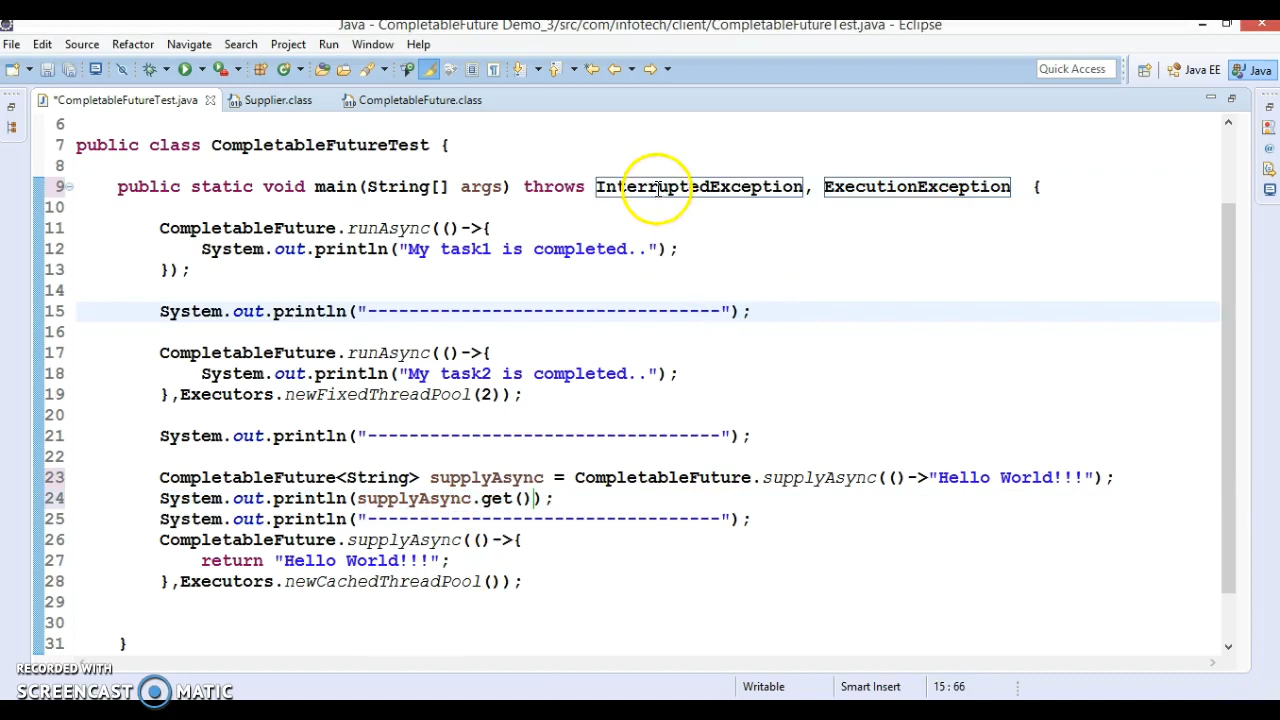 Java - CompletableFuture Demo_3/src/com/infotech/client/CompletableFutureTest.java - Eclipse
File Edit Source Refactor Navigate Search Project Run Window Help
Quick Access Java EE Java
*CompletableFutureTest.java Supplier.class CompletableFuture.class
6
7 public class CompletableFutureTest {
8
9 public static void main(String[] args) throws InterruptedException, ExecutionException {
10
11 CompletableFuture.runAsync(()->{
12 System.out.println("My task1 is completed..");
13 });
14
15 System.out.println("----------------------------------");
16
17 CompletableFuture.runAsync(()->{
18 System.out.println("My task2 is completed..");
19 },Executors.newFixedThreadPool(2));
20
21 System.out.println("----------------------------------");
22
23 CompletableFuture<String> supplyAsync = CompletableFuture.supplyAsync(()->"Hello World!!!");
24 System.out.println(supplyAsync.get());
25 System.out.println("----------------------------------");
26 CompletableFuture.supplyAsync(()->{
27 return "Hello World!!!";
28 },Executors.newCachedThreadPool());
29
30
31 }
RECORDED WITH
SCREENCAST MATIC
Writable Smart Insert 15 : 66